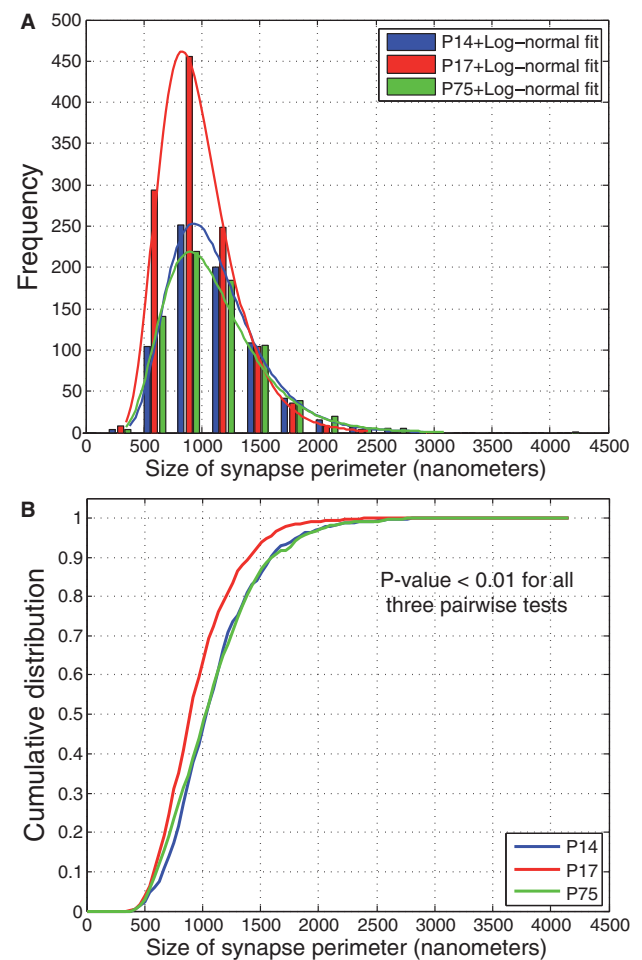 A
500
450
400
350
300
250
200
150
100
50
0
Frequency
P14+Log–normal fit
P17+Log–normal fit
P75+Log–normal fit
0 500 1000 1500 2000 2500 3000 3500 4000 4500
Size of synapse perimeter (nanometers)
B
1
0.9
0.8
0.7
0.6
0.5
0.4
0.3
0.2
0.1
0
Cumulative distribution
P-value < 0.01 for all
three pairwise tests
P14
P17
P75
0 500 1000 1500 2000 2500 3000 3500 4000 4500
Size of synapse perimeter (nanometers)